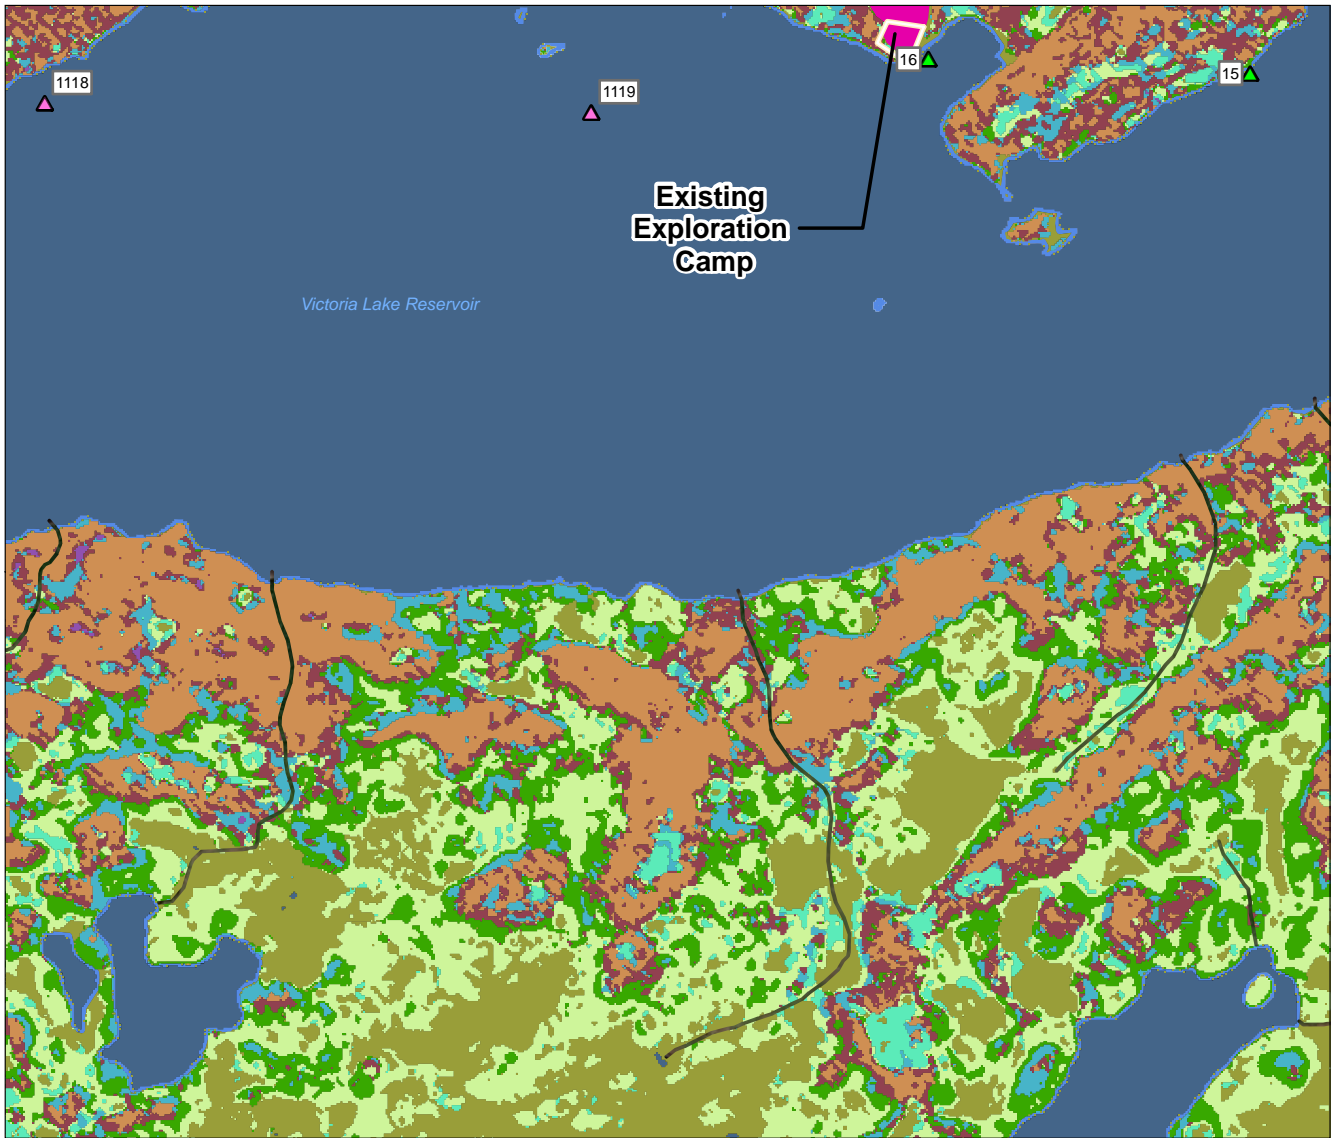 16
15
1118
1119
Existing
Exploration
Camp
Victoria Lake Reservoir